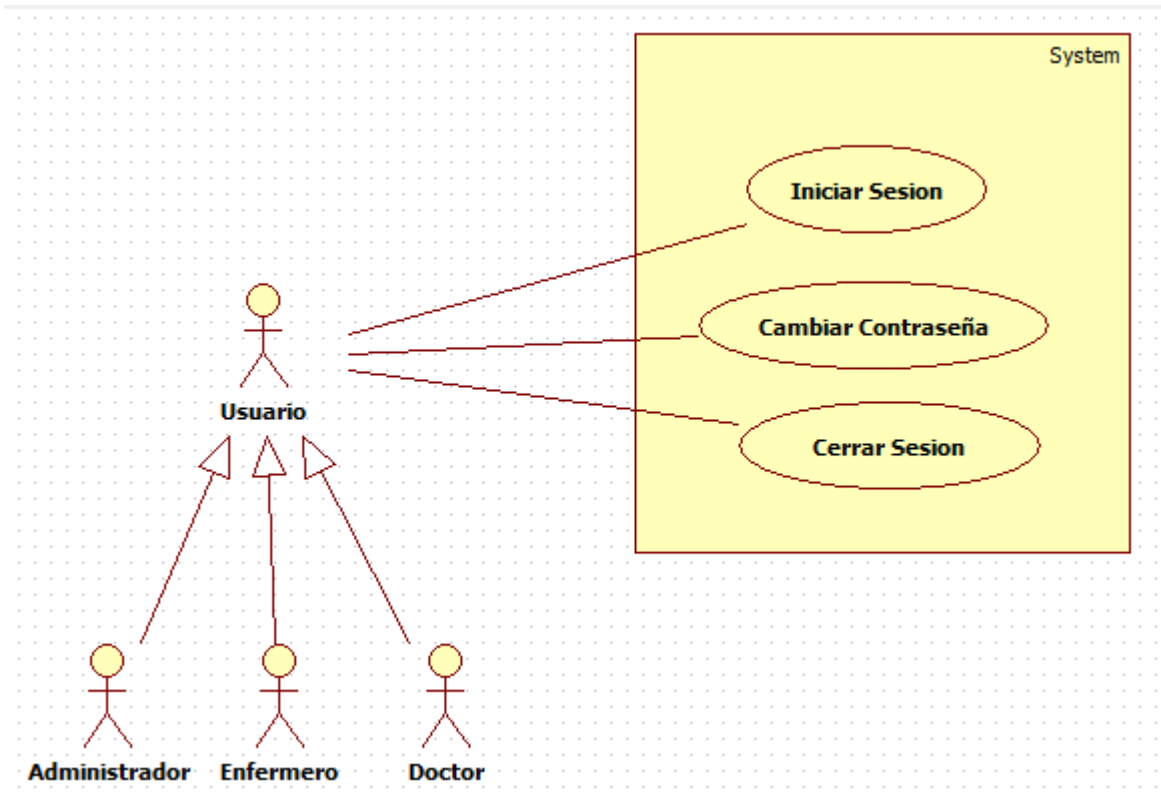 System
Iniciar Sesion
Cambiar Contraseña
Usuario
Cerrar Sesion
Administrador
Enfermero
Doctor